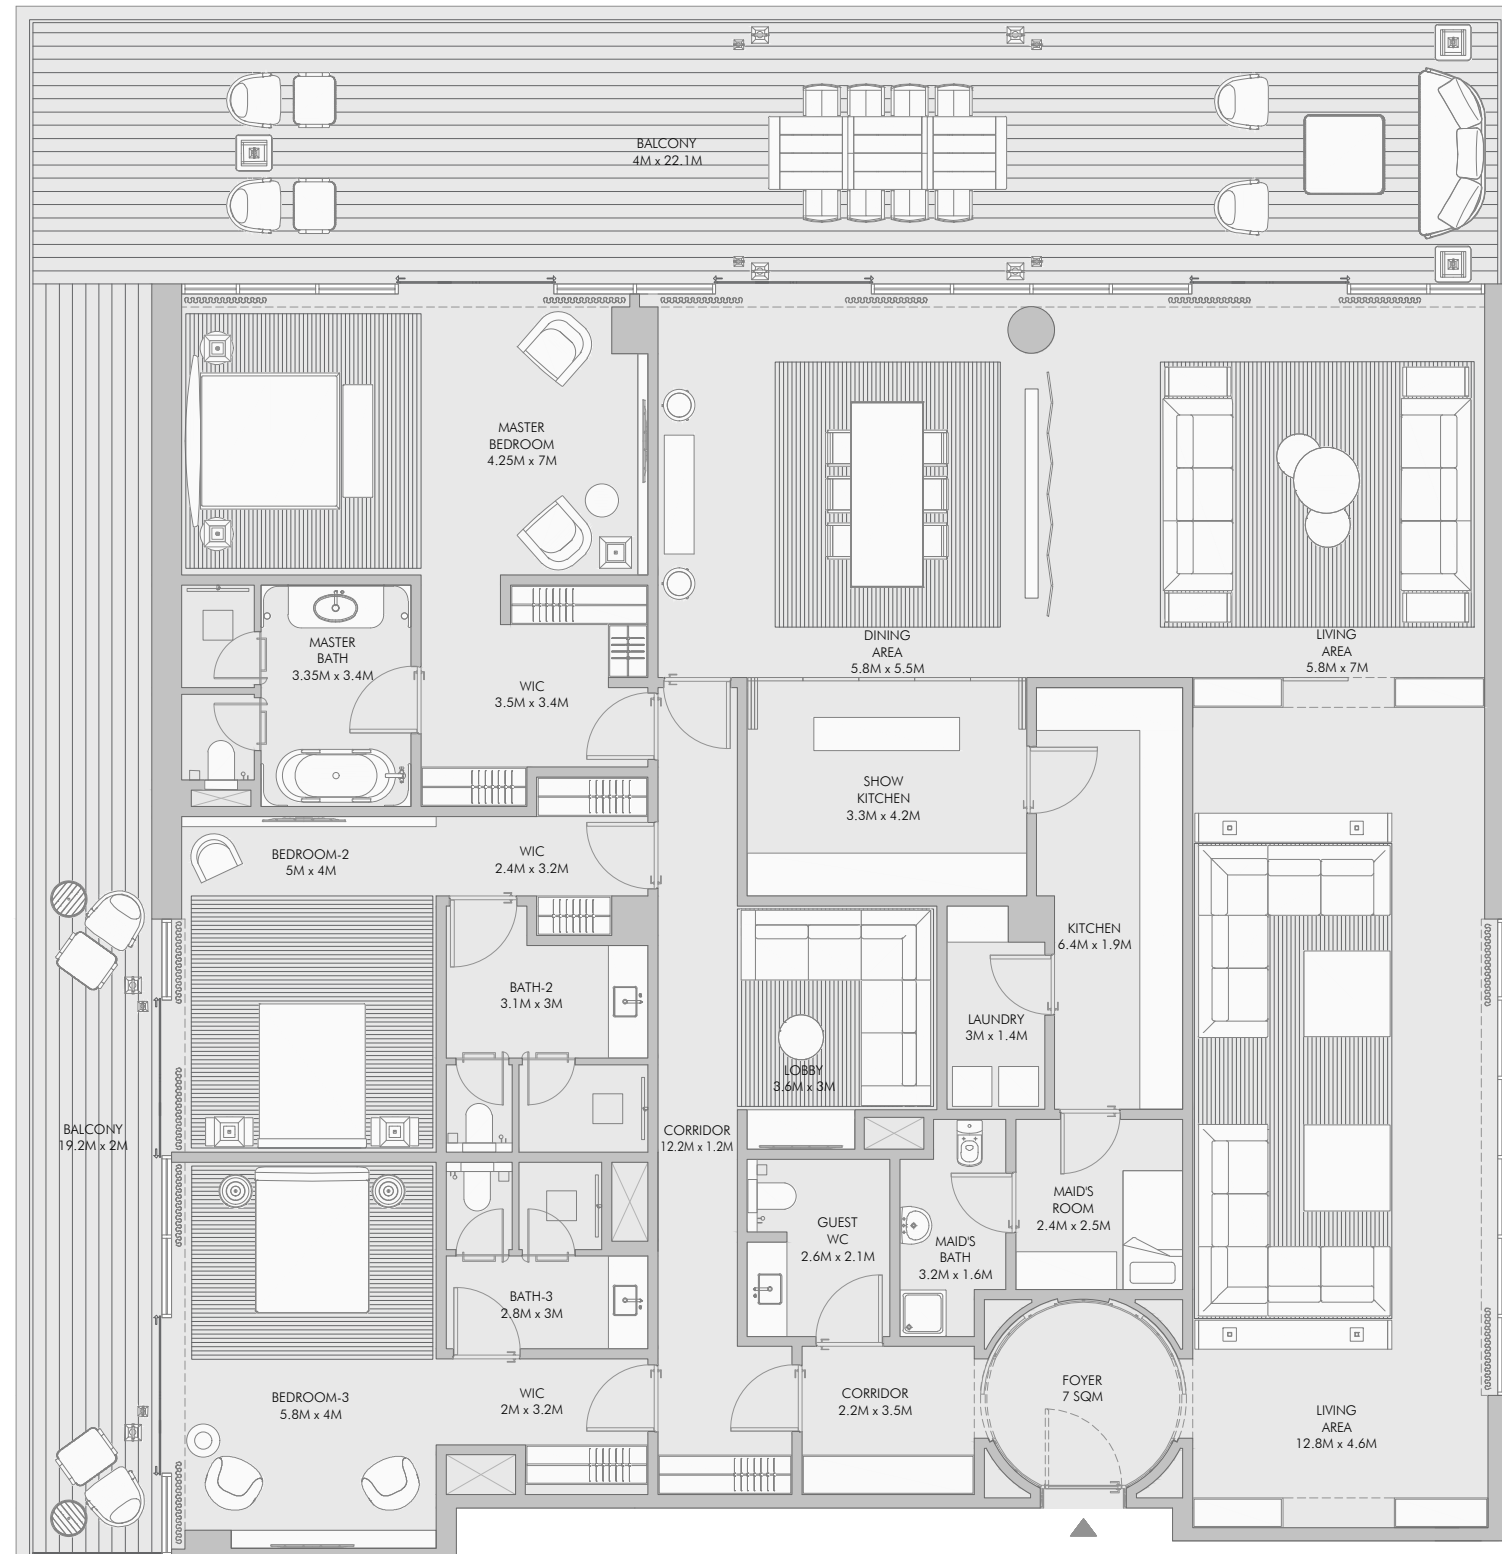 BALCONY
4M x 22.1M
MASTER
BEDROOM
4.25M x 7M
DINING
AREA
5.8M x 5.5M
LIVING
AREA
5.8M x 7M
MASTER
BATH
3.35M x 3.4M
WIC
3.5M x 3.4M
SHOW
KITCHEN
3.3M x 4.2M
BEDROOM-2
5M x 4M
WIC
2.4M x 3.2M
KITCHEN
6.4M x 1.9M
BATH-2
3.1M x 3M
LAUNDRY
3M x 1.4M
LOBBY
3.6M x 3M
BALCONY
19.2M x 2M
CORRIDOR
12.2M x 1.2M
MAID'S
ROOM
2.4M x 2.5M
GUEST
WC
2.6M x 2.1M
MAID'S
BATH
3.2M x 1.6M
BATH-3
2.8M x 3M
BEDROOM-3
5.8M x 4M
WIC
2M x 3.2M
CORRIDOR
2.2M x 3.5M
FOYER
7 SQM
LIVING
AREA
12.8M x 4.6M